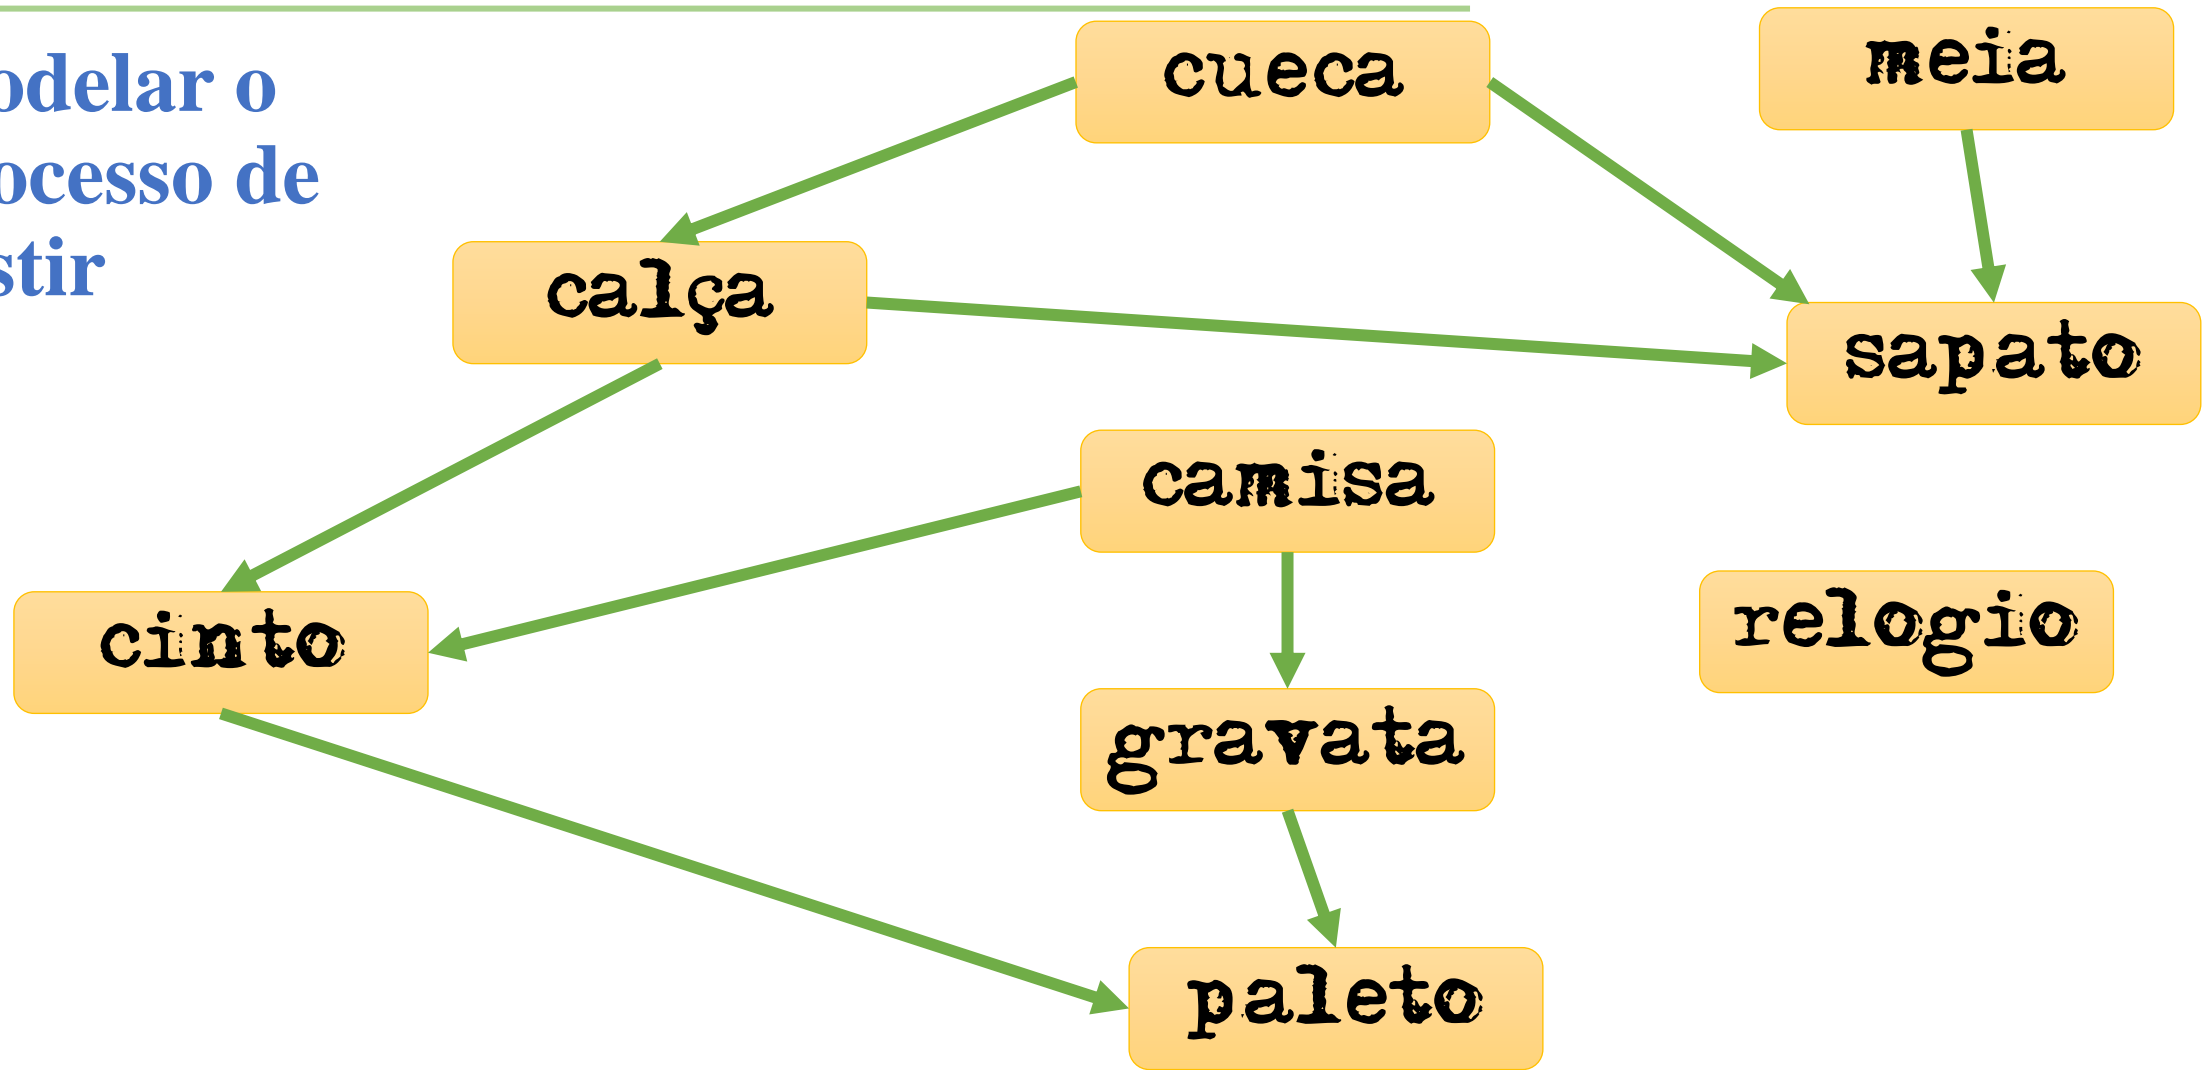 odelar o
ocesso de
stir
cueca
meia
calça
sapato
camisa
cinto
relogio
gravata
paleto